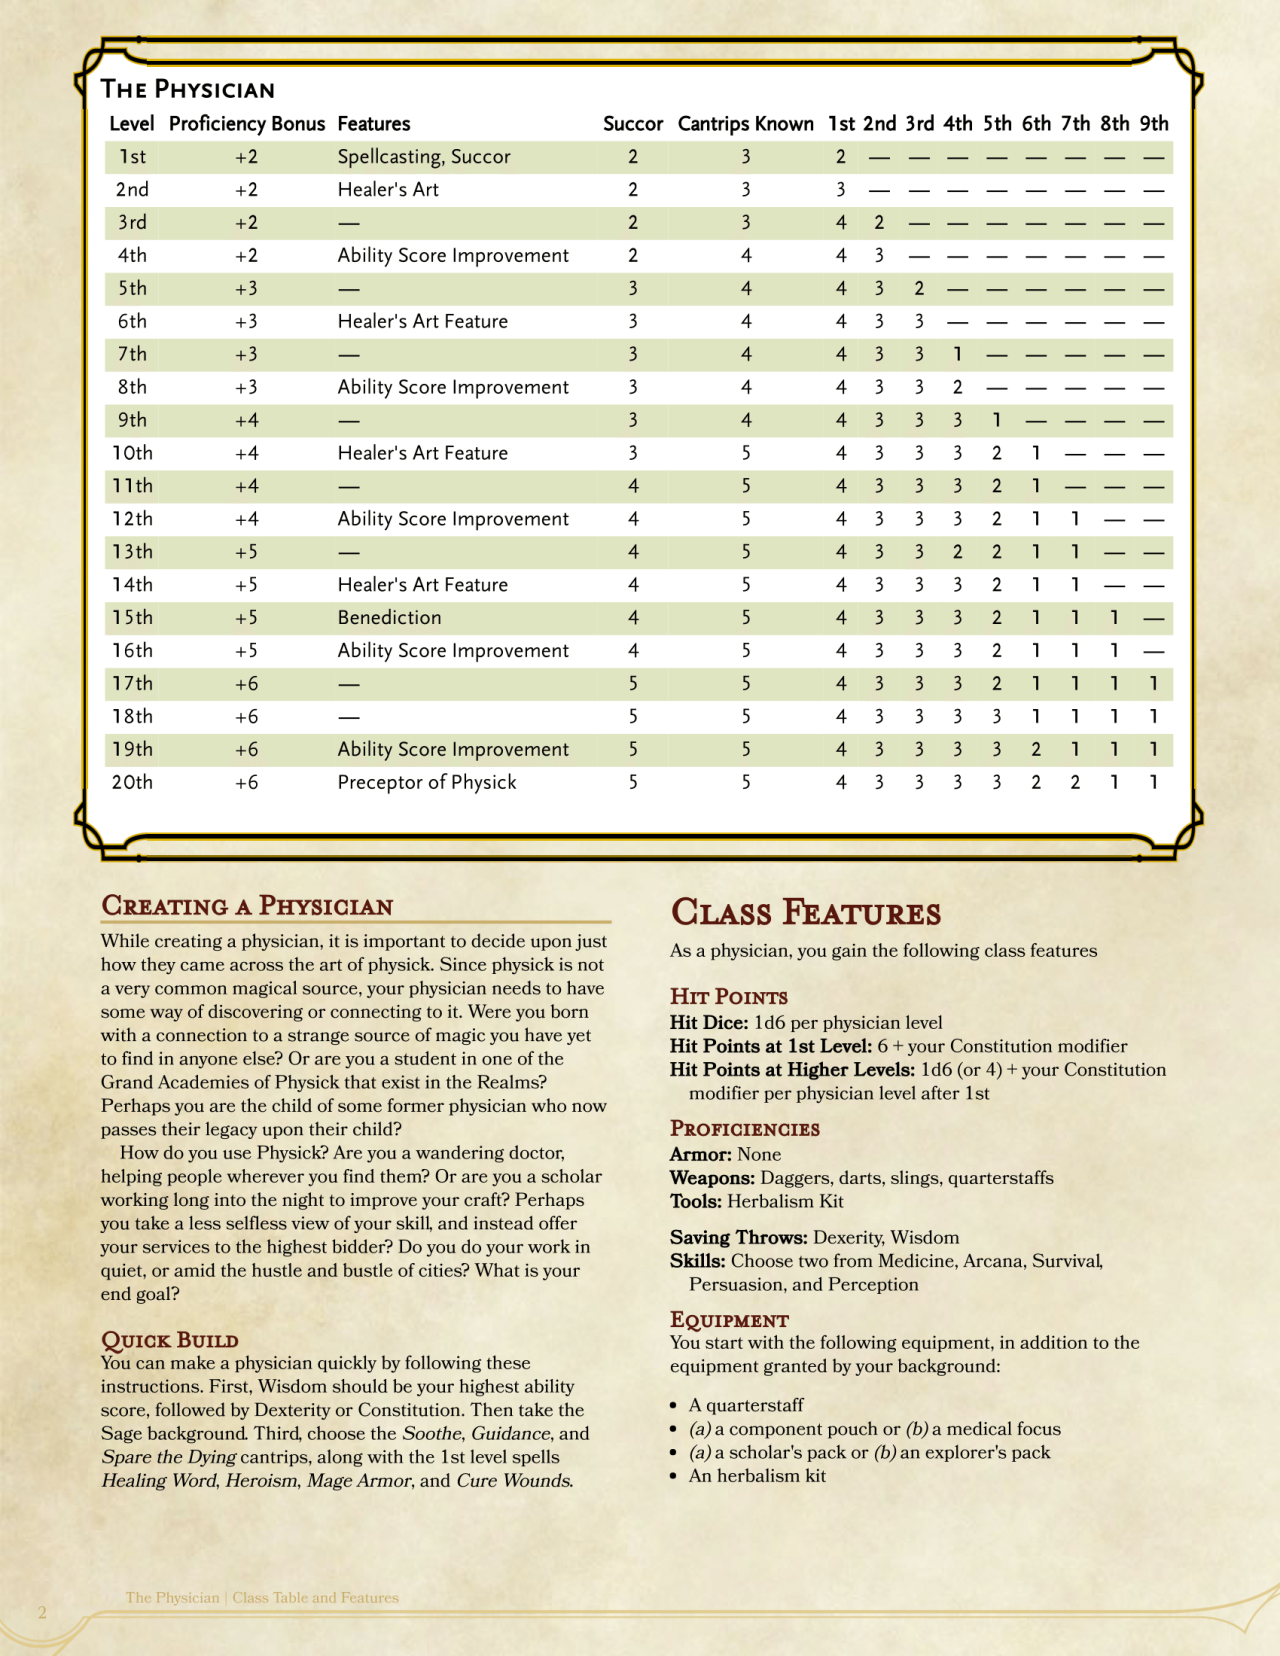 The Physician
Level Proficiency Bonus Features Succor Cantrips Known 1st 2nd 3rd 4th 5th 6th 7th 8th 9th
1st +2 Spellcasting, Succor 2 3 2 — — — — — — — —
2nd +2 Healer's Art 2 3 3 — — — — — — — —
3rd +2 — 2 3 4 2 — — — — — — —
4th +2 Ability Score Improvement 2 4 4 3 — — — — — — —
5th +3 — 3 4 4 3 2 — — — — — —
6th +3 Healer's Art Feature 3 4 4 3 3 — — — — — —
7th +3 — 3 4 4 3 3 1 — — — — —
8th +3 Ability Score Improvement 3 4 4 3 3 2 — — — — —
9th +4 — 3 4 4 3 3 3 1 — — — —
10th +4 Healer's Art Feature 3 5 4 3 3 3 2 1 — — —
11th +4 — 4 5 4 3 3 3 2 1 — — —
12th +4 Ability Score Improvement 4 5 4 3 3 3 2 1 1 — —
13th +5 — 4 5 4 3 3 2 2 1 1 — —
14th +5 Healer's Art Feature 4 5 4 3 3 3 2 1 1 — —
15th +5 Benediction 4 5 4 3 3 3 2 1 1 1 —
16th +5 Ability Score Improvement 4 5 4 3 3 3 2 1 1 1 —
17th +6 — 5 5 4 3 3 3 2 1 1 1 1
18th +6 — 5 5 4 3 3 3 3 1 1 1 1
19th +6 Ability Score Improvement 5 5 4 3 3 3 3 2 1 1 1
20th +6 Preceptor of Physick 5 5 4 3 3 3 3 2 2 1 1
Creating a Physician
While creating a physician, it is important to decide upon just
how they came across the art of physick. Since physick is not
a very common magical source, your physician needs to have
some way of discovering or connecting to it. Were you born
with a connection to a strange source of magic you have yet
to find in anyone else? Or are you a student in one of the
Grand Academies of Physick that exist in the Realms?
Perhaps you are the child of some former physician who now
passes their legacy upon their child?
How do you use Physick? Are you a wandering doctor,
helping people wherever you find them? Or are you a scholar
working long into the night to improve your craft? Perhaps
you take a less selfless view of your skill, and instead offer
your services to the highest bidder? Do you do your work in
quiet, or amid the hustle and bustle of cities? What is your
end goal?
Quick Build
You can make a physician quickly by following these
instructions. First, Wisdom should be your highest ability
score, followed by Dexterity or Constitution. Then take the
Sage background. Third, choose the Soothe, Guidance, and
Spare the Dying cantrips, along with the 1st level spells
Healing Word, Heroism, Mage Armor, and Cure Wounds.
Class Features
As a physician, you gain the following class features
Hit Points
Hit Dice: 1d6 per physician level
Hit Points at 1st Level: 6 + your Constitution modifier
Hit Points at Higher Levels: 1d6 (or 4) + your Constitution
modifier per physician level after 1st
Proficiencies
Armor: None
Weapons: Daggers, darts, slings, quarterstaffs
Tools: Herbalism Kit
Saving Throws: Dexerity, Wisdom
Skills: Choose two from Medicine, Arcana, Survival,
Persuasion, and Perception
Equipment
You start with the following equipment, in addition to the
equipment granted by your background:
• A quarterstaff
• (a) a component pouch or (b) a medical focus
• (a) a scholar's pack or (b) an explorer's pack
• An herbalism kit
The Physician | Class Table and Features
2